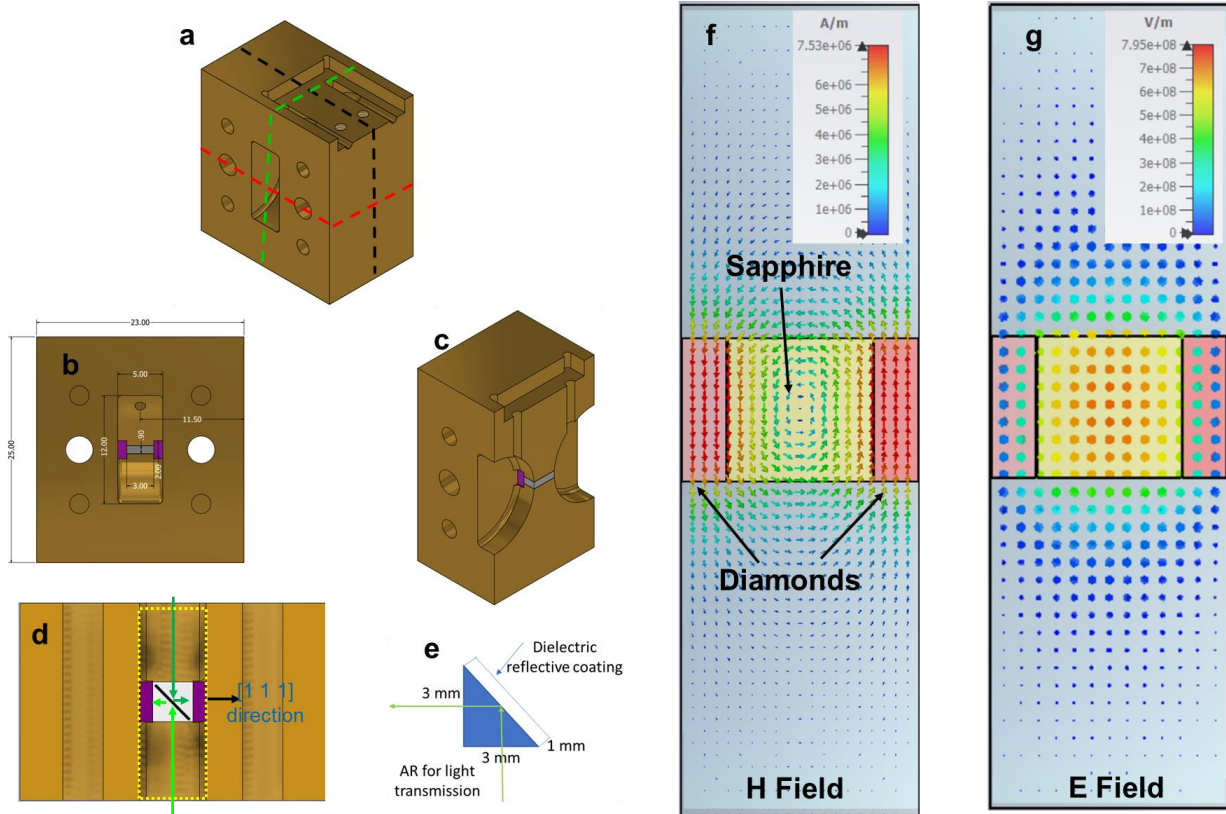 a
b
23.00
5.00
11.50
25.00
12.00
.90
3.00
2.00
c
d
[1 1 1]
direction
e
Dielectric
reflective coating
3 mm
3 mm
1 mm
AR for light
transmission
f
A/m
7.53e+06
6e+06
5e+06
4e+06
3e+06
2e+06
1e+06
0
Sapphire
Diamonds
H Field
g
V/m
7.95e+08
7e+08
6e+08
5e+08
4e+08
3e+08
2e+08
1e+08
0
E Field